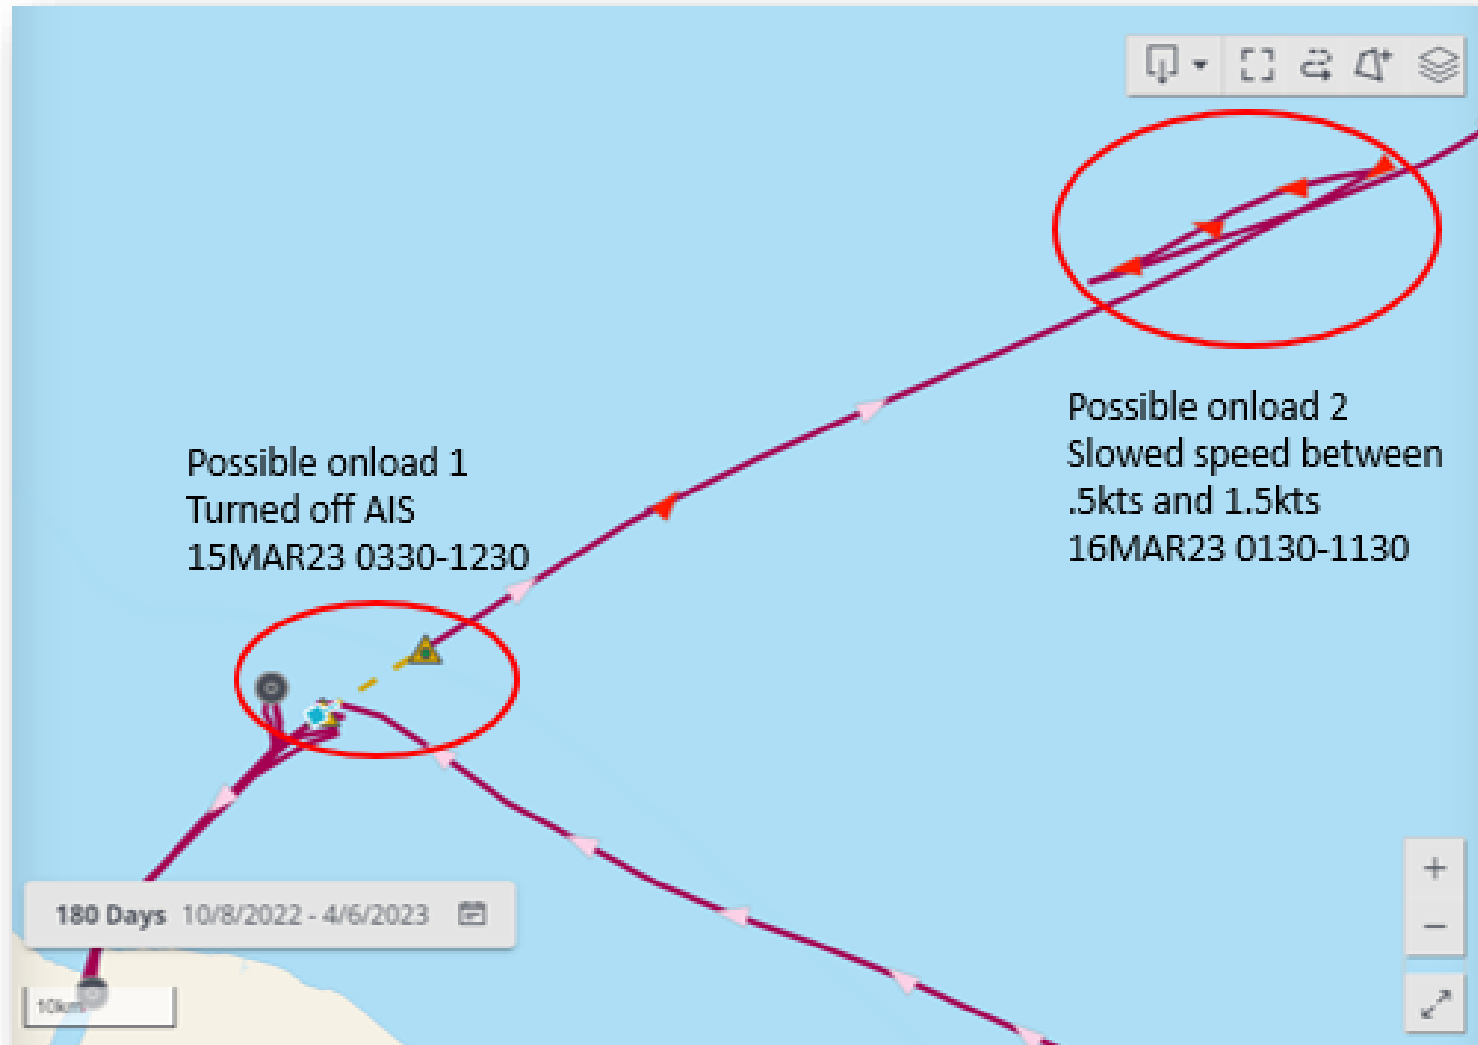 Possible onload 2
Slowed speed between
.5kts and 1.5kts
16MAR23 0130-1130
Possible onload 1
Turned off AIS
15MAR23 0330-1230
180 Days 10/8/2022 - 4/6/2023
10km